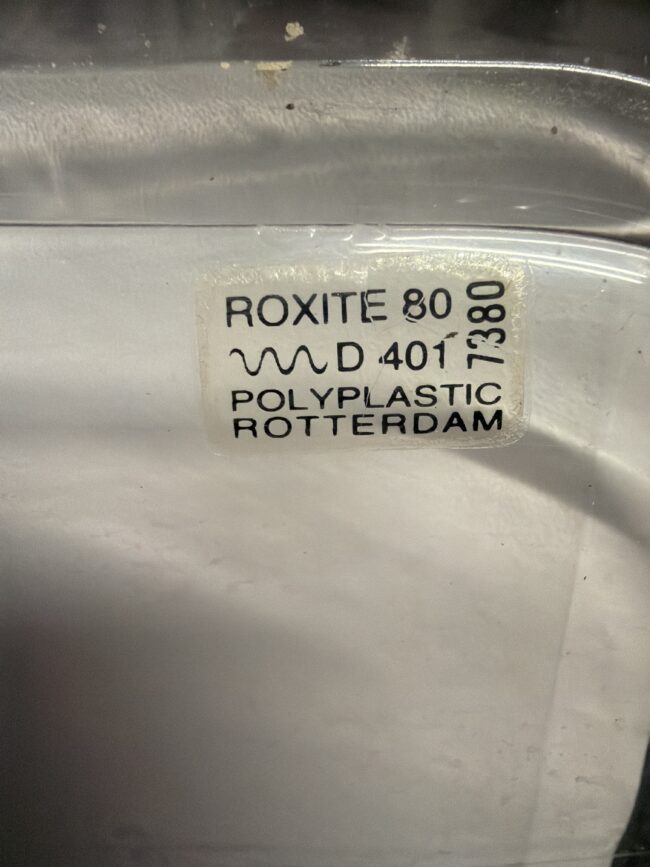 ROXITE 80
D 401
POLYPLASTIC
ROTTERDAM
7380